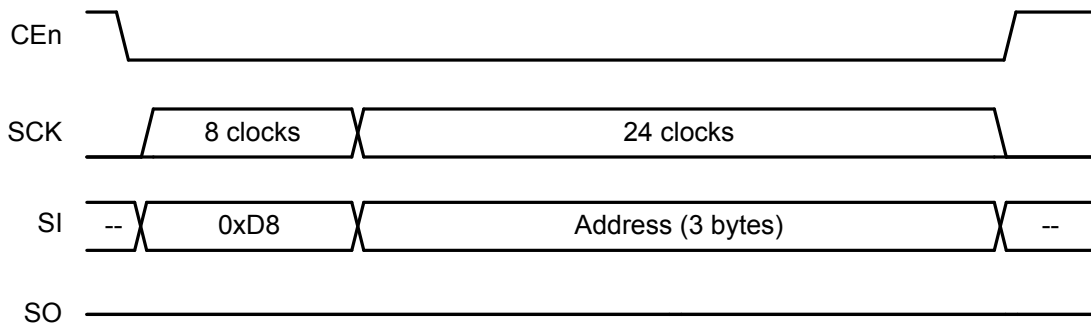 CEn
SCK 8 clocks 24 clocks
SI -- 0xD8 Address (3 bytes) --
SO